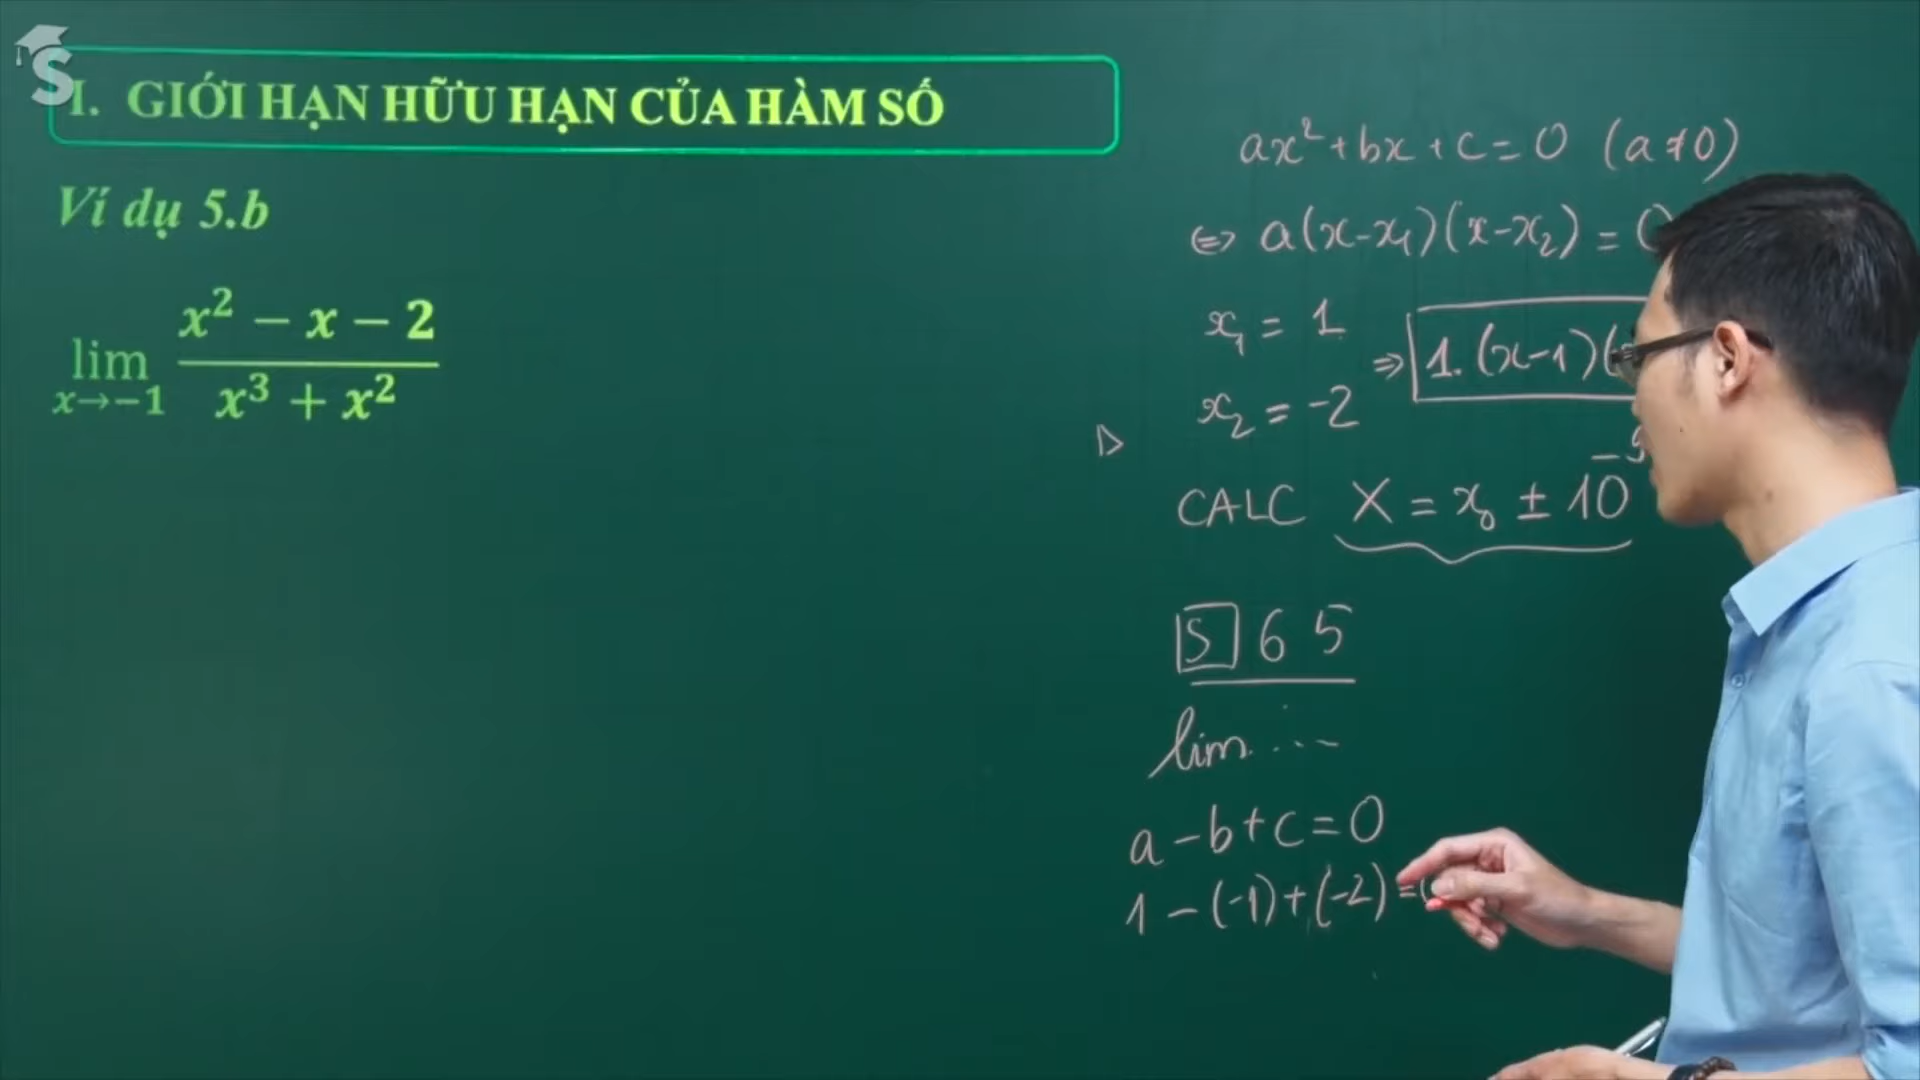 S
I. GIỚI HẠN HỮU HẠN CỦA HÀM SỐ
Ví dụ 5.b
lim x→-1 (x² - x - 2)/(x³ + x²)
ax² + bx + c = 0 (a ≠ 0)
⇔ a(x-x₁)(x-x₂) =
x₁ = 1
x₂ = -2
⇒ 1.(x-1)(
CALC X = x₀ ± 10
5 6 5
lim ...
a - b + c = 0
1 - (-1) + (-2) =